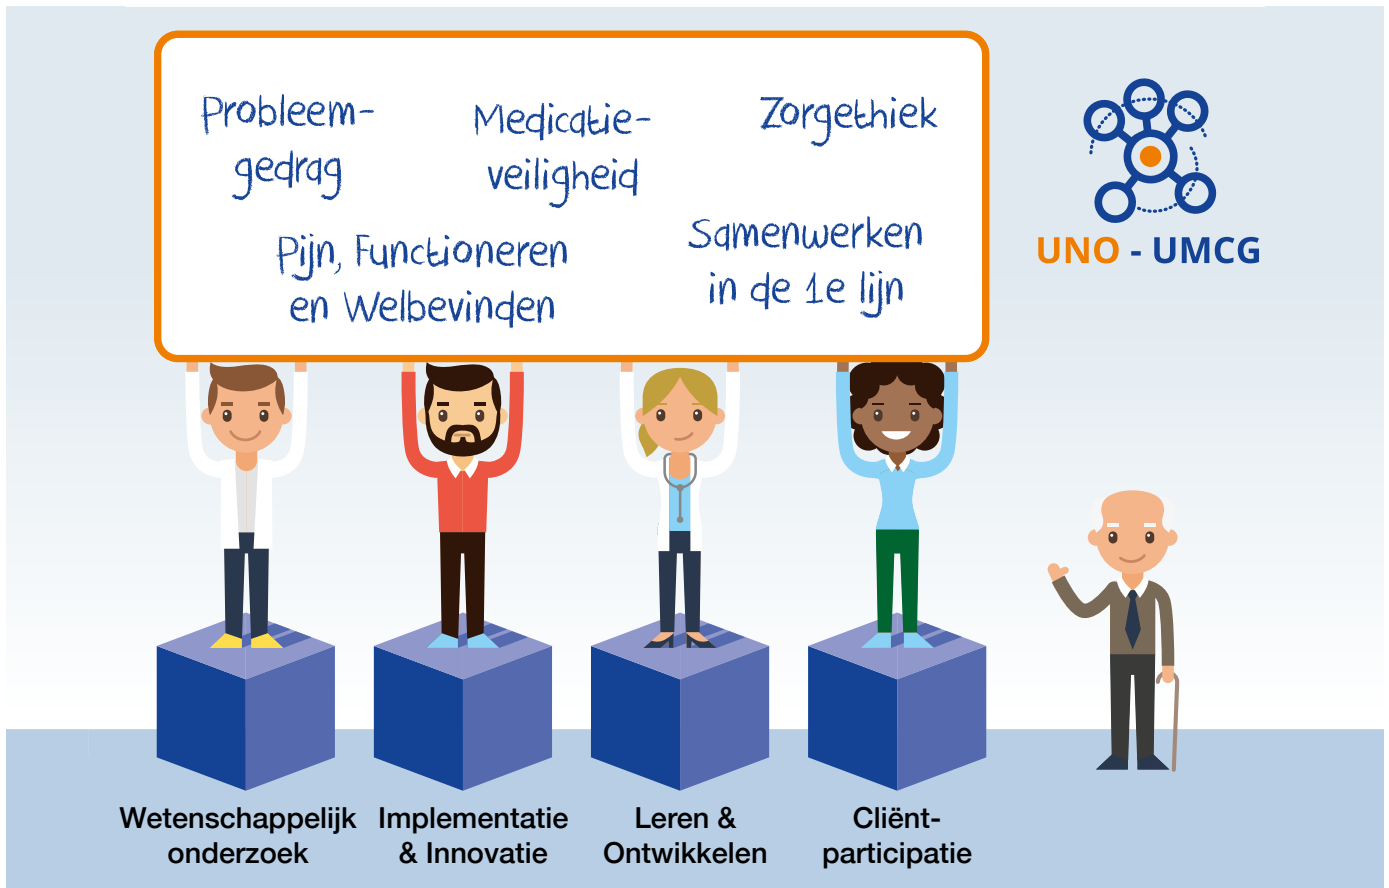 Probleem-
gedrag
Medicatie-
veiligheid
Zorgethiek
Pijn, Functioneren
en Welbevinden
Samenwerken
in de 1e lijn
UNO - UMCG
Wetenschappelijk
onderzoek
Implementatie
& Innovatie
Leren &
Ontwikkelen
Cliënt-
participatie